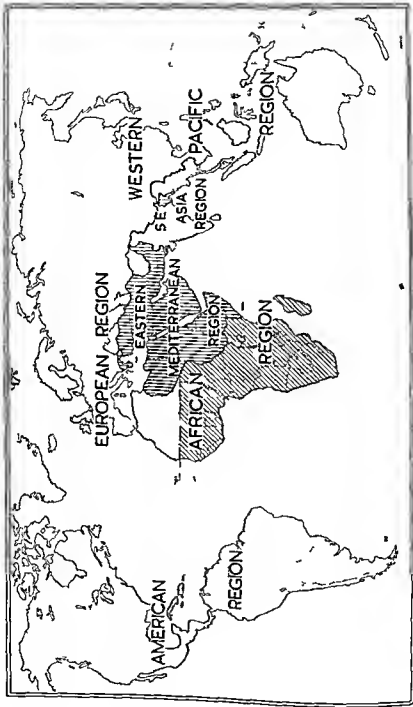 EUROPEAN REGION
WESTERN
PACIFIC
REGION
S E
ASIA
REGION
EASTERN
MEDITERRANEAN
REGION
AFRICAN
REGION
AMERICAN
REGION